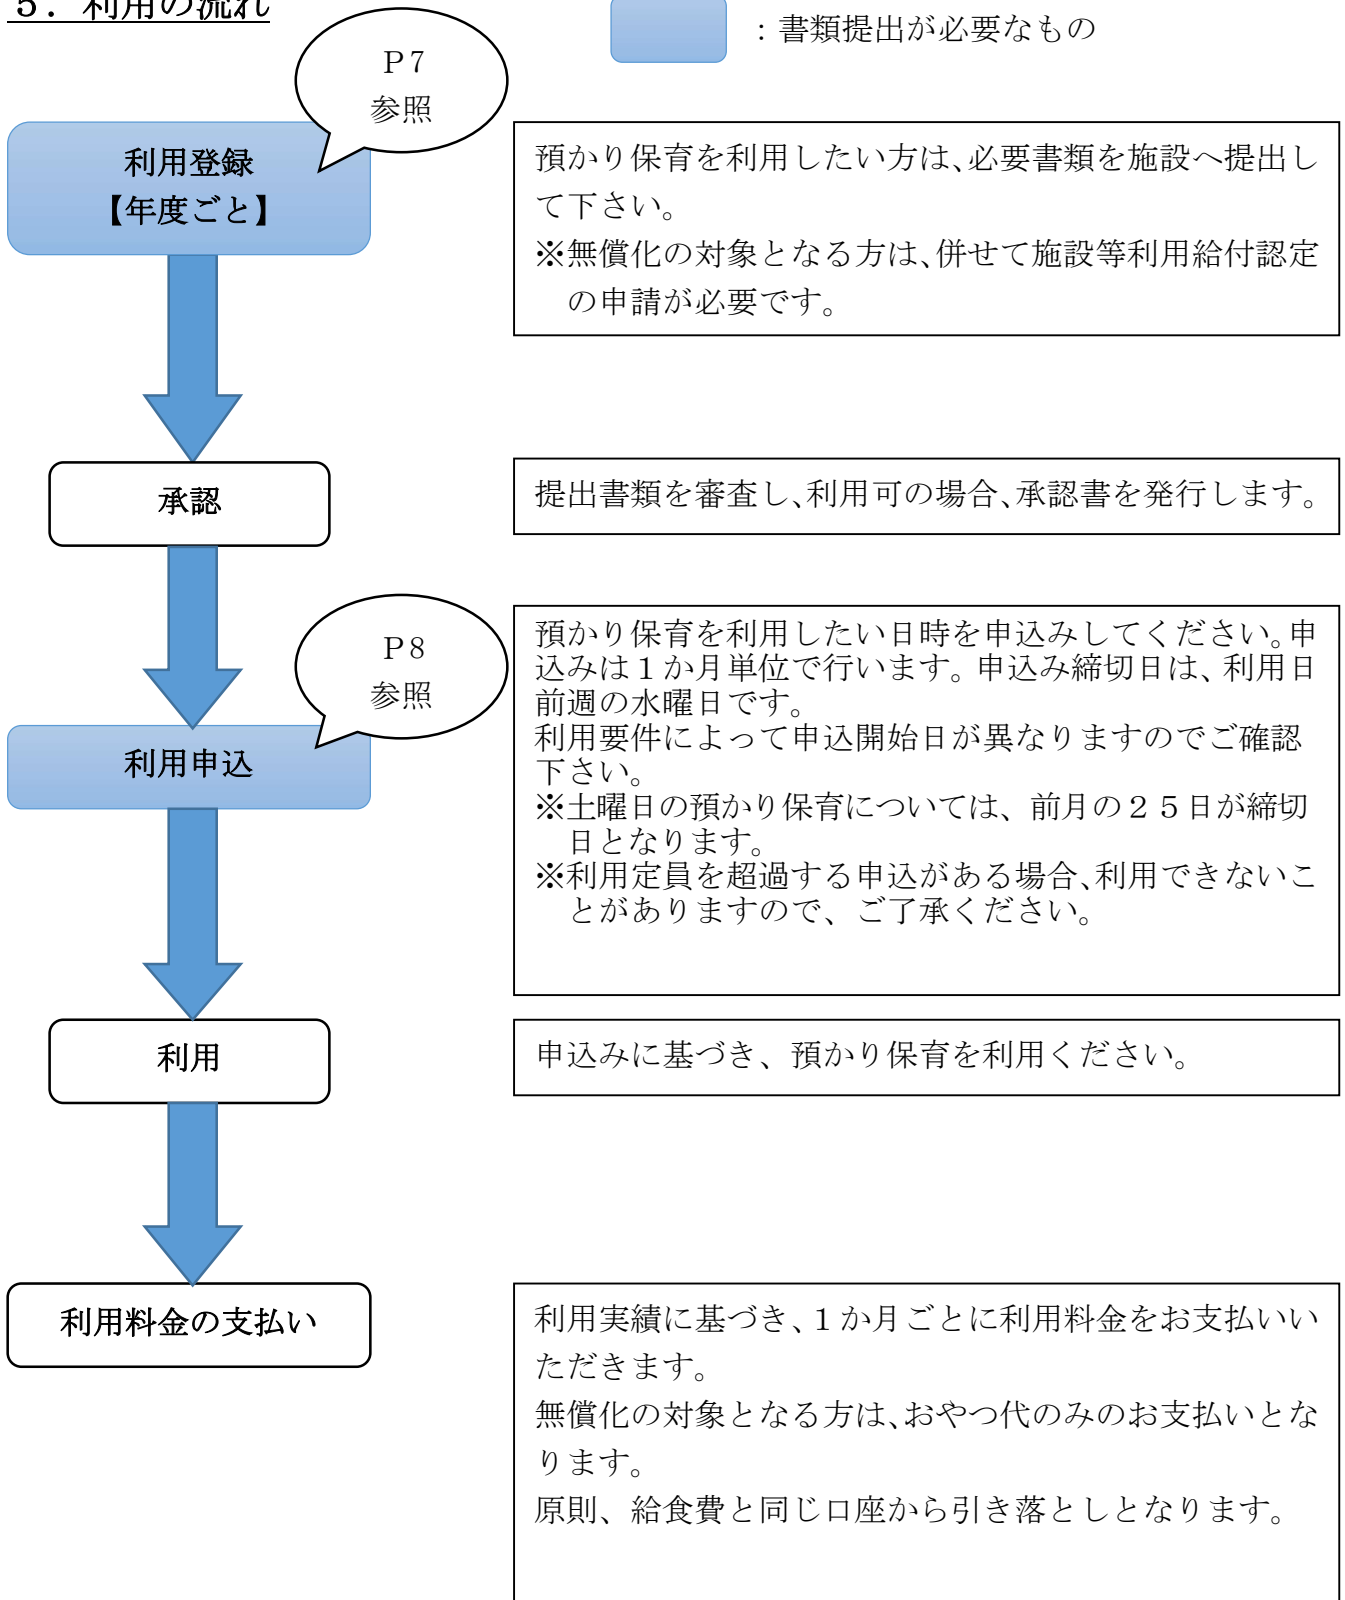 ５．利用の流れ
：書類提出が必要なもの
Ｐ７
参照
利用登録
【年度ごと】
預かり保育を利用したい方は、必要書類を施設へ提出し
て下さい。
※無償化の対象となる方は、併せて施設等利用給付認定
の申請が必要です。
承認
提出書類を審査し、利用可の場合、承認書を発行します。
Ｐ８
参照
利用申込
預かり保育を利用したい日時を申込みしてください。申
込みは１か月単位で行います。申込み締切日は、利用日
前週の水曜日です。
利用要件によって申込開始日が異なりますのでご確認
下さい。
※土曜日の預かり保育については、前月の２５日が締切
日となります。
※利用定員を超過する申込がある場合、利用できないこ
とがありますので、ご了承ください。
利用
申込みに基づき、預かり保育を利用ください。
利用料金の支払い
利用実績に基づき、１か月ごとに利用料金をお支払いい
ただきます。
無償化の対象となる方は、おやつ代のみのお支払いとな
ります。
原則、給食費と同じ口座から引き落としとなります。